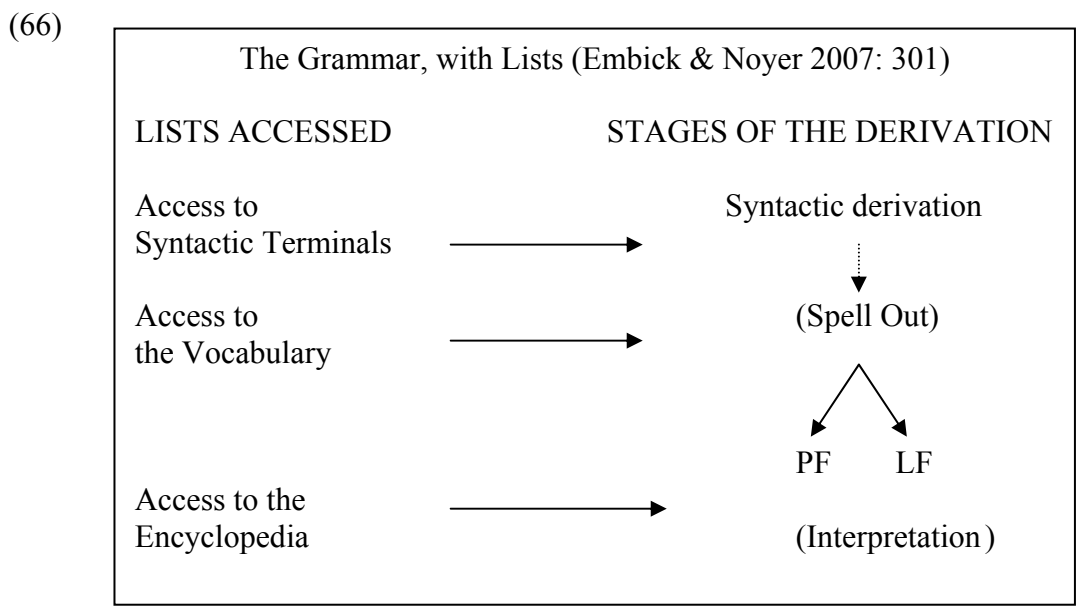 (66)
The Grammar, with Lists (Embick & Noyer 2007: 301)
LISTS ACCESSED STAGES OF THE DERIVATION
Access to
Syntactic Terminals
Syntactic derivation
Access to
the Vocabulary
(Spell Out)
PF LF
Access to the
Encyclopedia
(Interpretation)